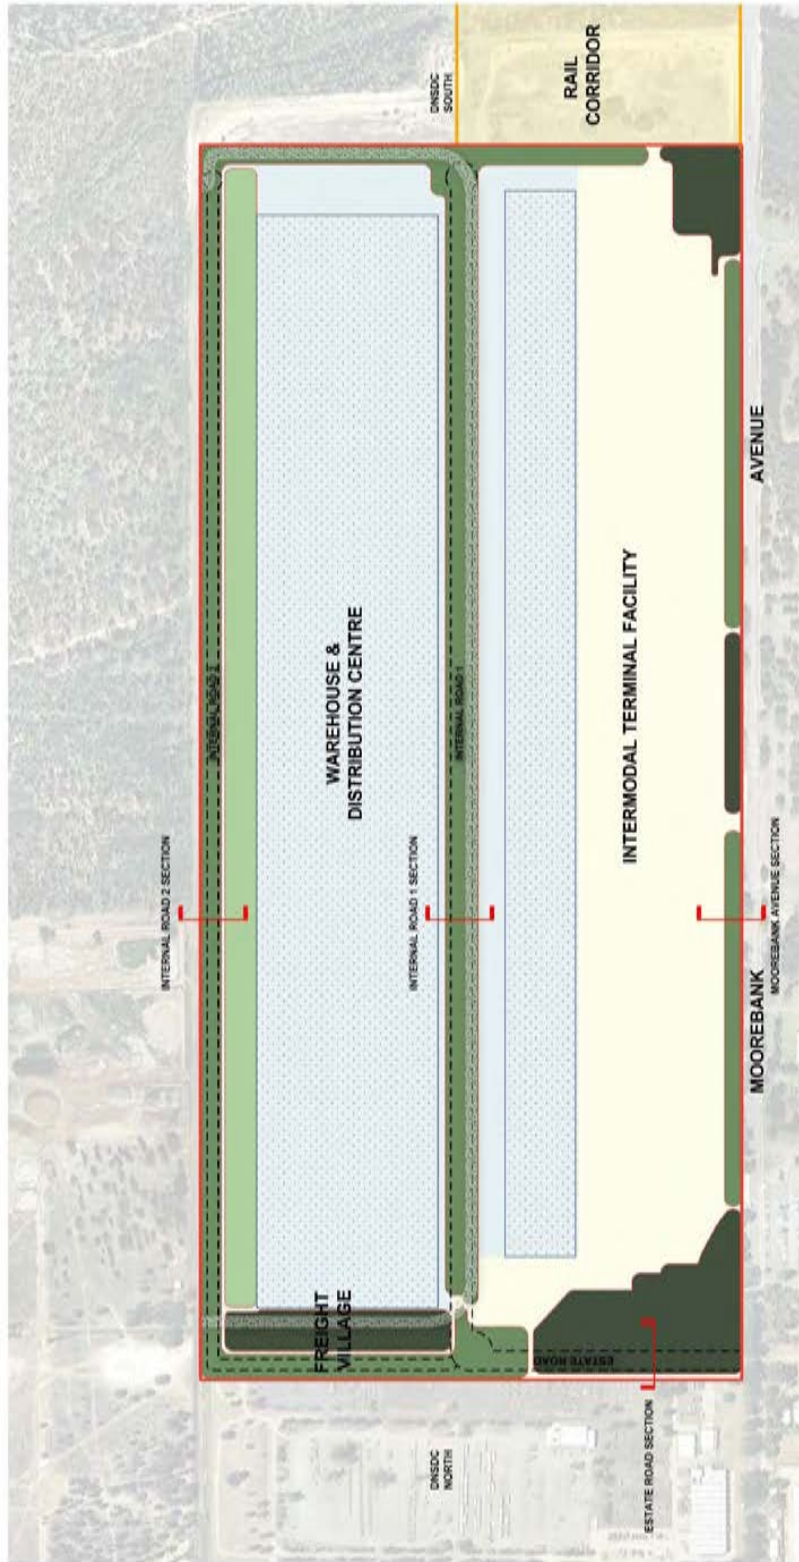 DNSDC
SOUTH
RAIL
CORRIDOR
AVENUE
INTERNAL ROAD 2
WAREHOUSE &
DISTRIBUTION CENTRE
INTERNAL ROAD 1
INTERMODAL TERMINAL FACILITY
INTERNAL ROAD 2 SECTION
INTERNAL ROAD 1 SECTION
MOOREBANK AVENUE SECTION
MOOREBANK
FREIGHT
VILLAGE
ESTATE ROAD
DNSDC
NORTH
ESTATE ROAD SECTION